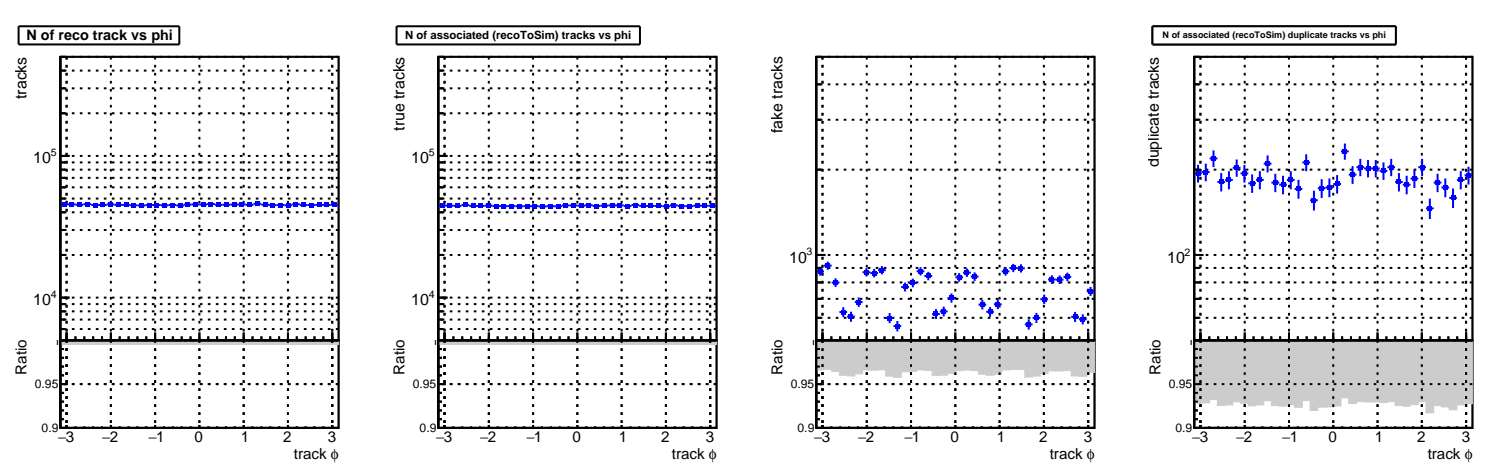 N of reco track vs phi
tracks
10^5
10^4
Ratio
0.95
0.9
−3 −2 −1 0 1 2 3
track ϕ
N of associated (recoToSim) tracks vs phi
true tracks
10^5
10^4
Ratio
0.95
0.9
−3 −2 −1 0 1 2 3
track ϕ
fake tracks
10^3
Ratio
0.95
0.9
−3 −2 −1 0 1 2 3
track ϕ
N of associated (recoToSim) duplicate tracks vs phi
duplicate tracks
10^2
Ratio
0.95
0.9
−3 −2 −1 0 1 2 3
track ϕ